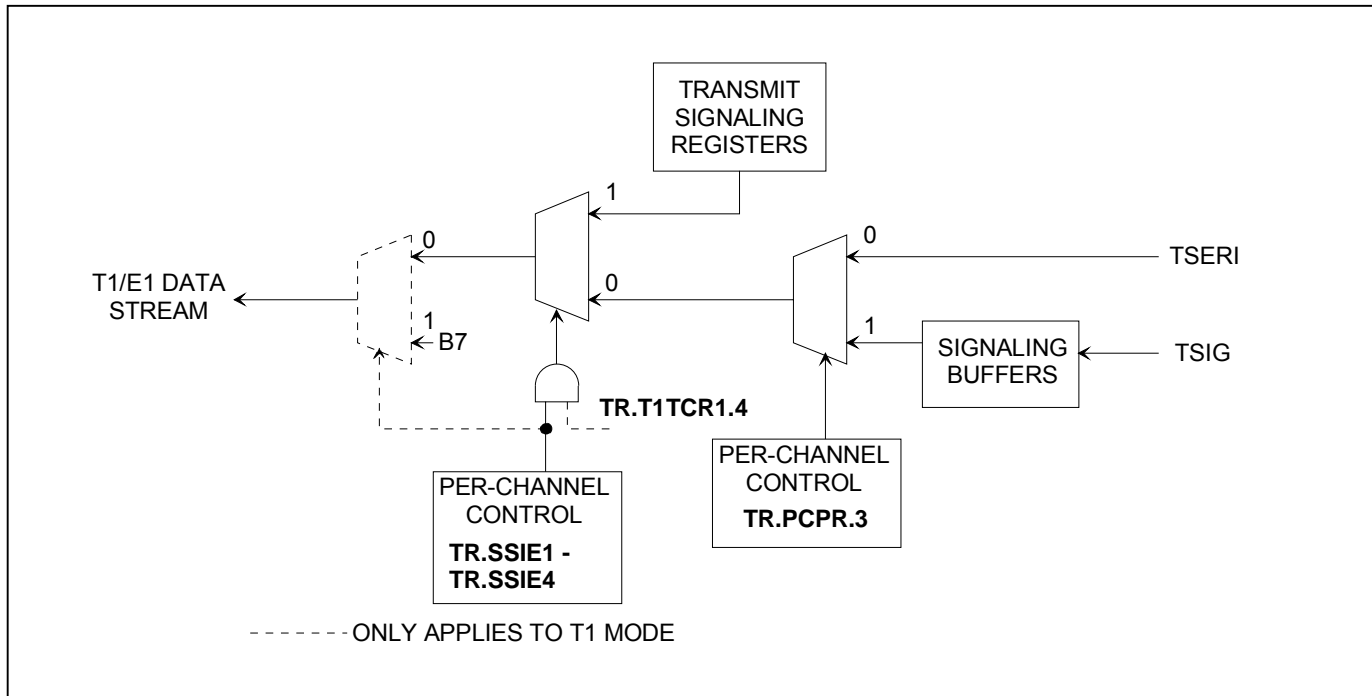 TRANSMIT
SIGNALING
REGISTERS
1
0
0
TSERI
T1/E1 DATA
STREAM
0
1
B7
1
SIGNALING
BUFFERS
TSIG
TR.T1TCR1.4
PER-CHANNEL
CONTROL
TR.SSIE1 -
TR.SSIE4
PER-CHANNEL
CONTROL
TR.PCPR.3
ONLY APPLIES TO T1 MODE